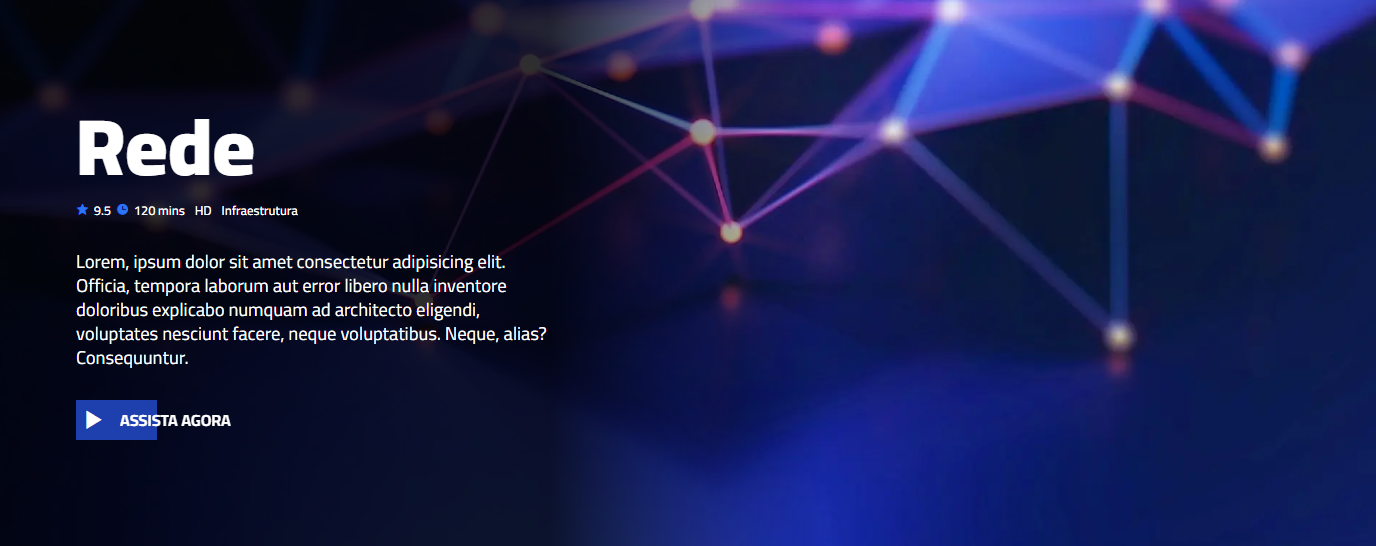 Rede
9.5 120 mins HD Infraestrutura
Lorem, ipsum dolor sit amet consectetur adipisicing elit.
Officia, tempora laborum aut error libero nulla inventore
doloribus explicabo numquam ad architecto eligendi,
voluptates nesciunt facere, neque voluptatibus. Neque, alias?
Consequuntur.
ASSISTA AGORA